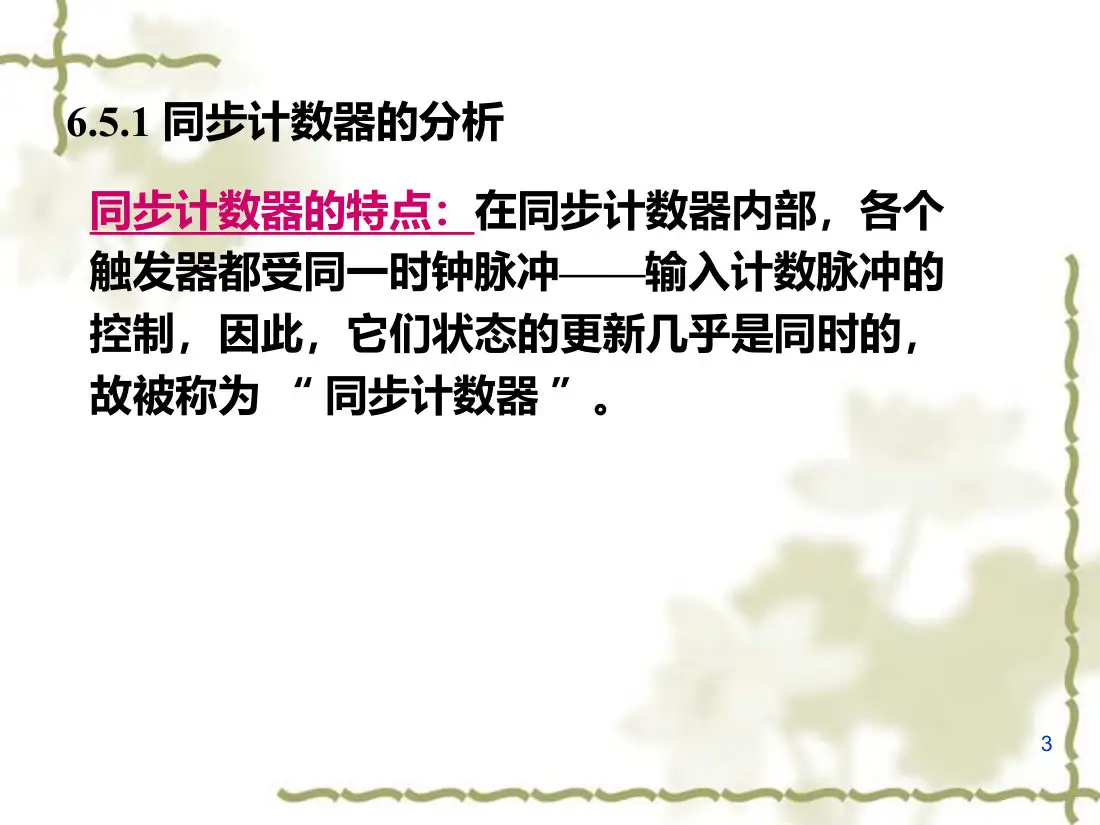 6.5.1 同步计数器的分析
同步计数器的特点：在同步计数器内部，各个
触发器都受同一时钟脉冲——输入计数脉冲的
控制，因此，它们状态的更新几乎是同时的，
故被称为 “ 同步计数器 ” 。
3